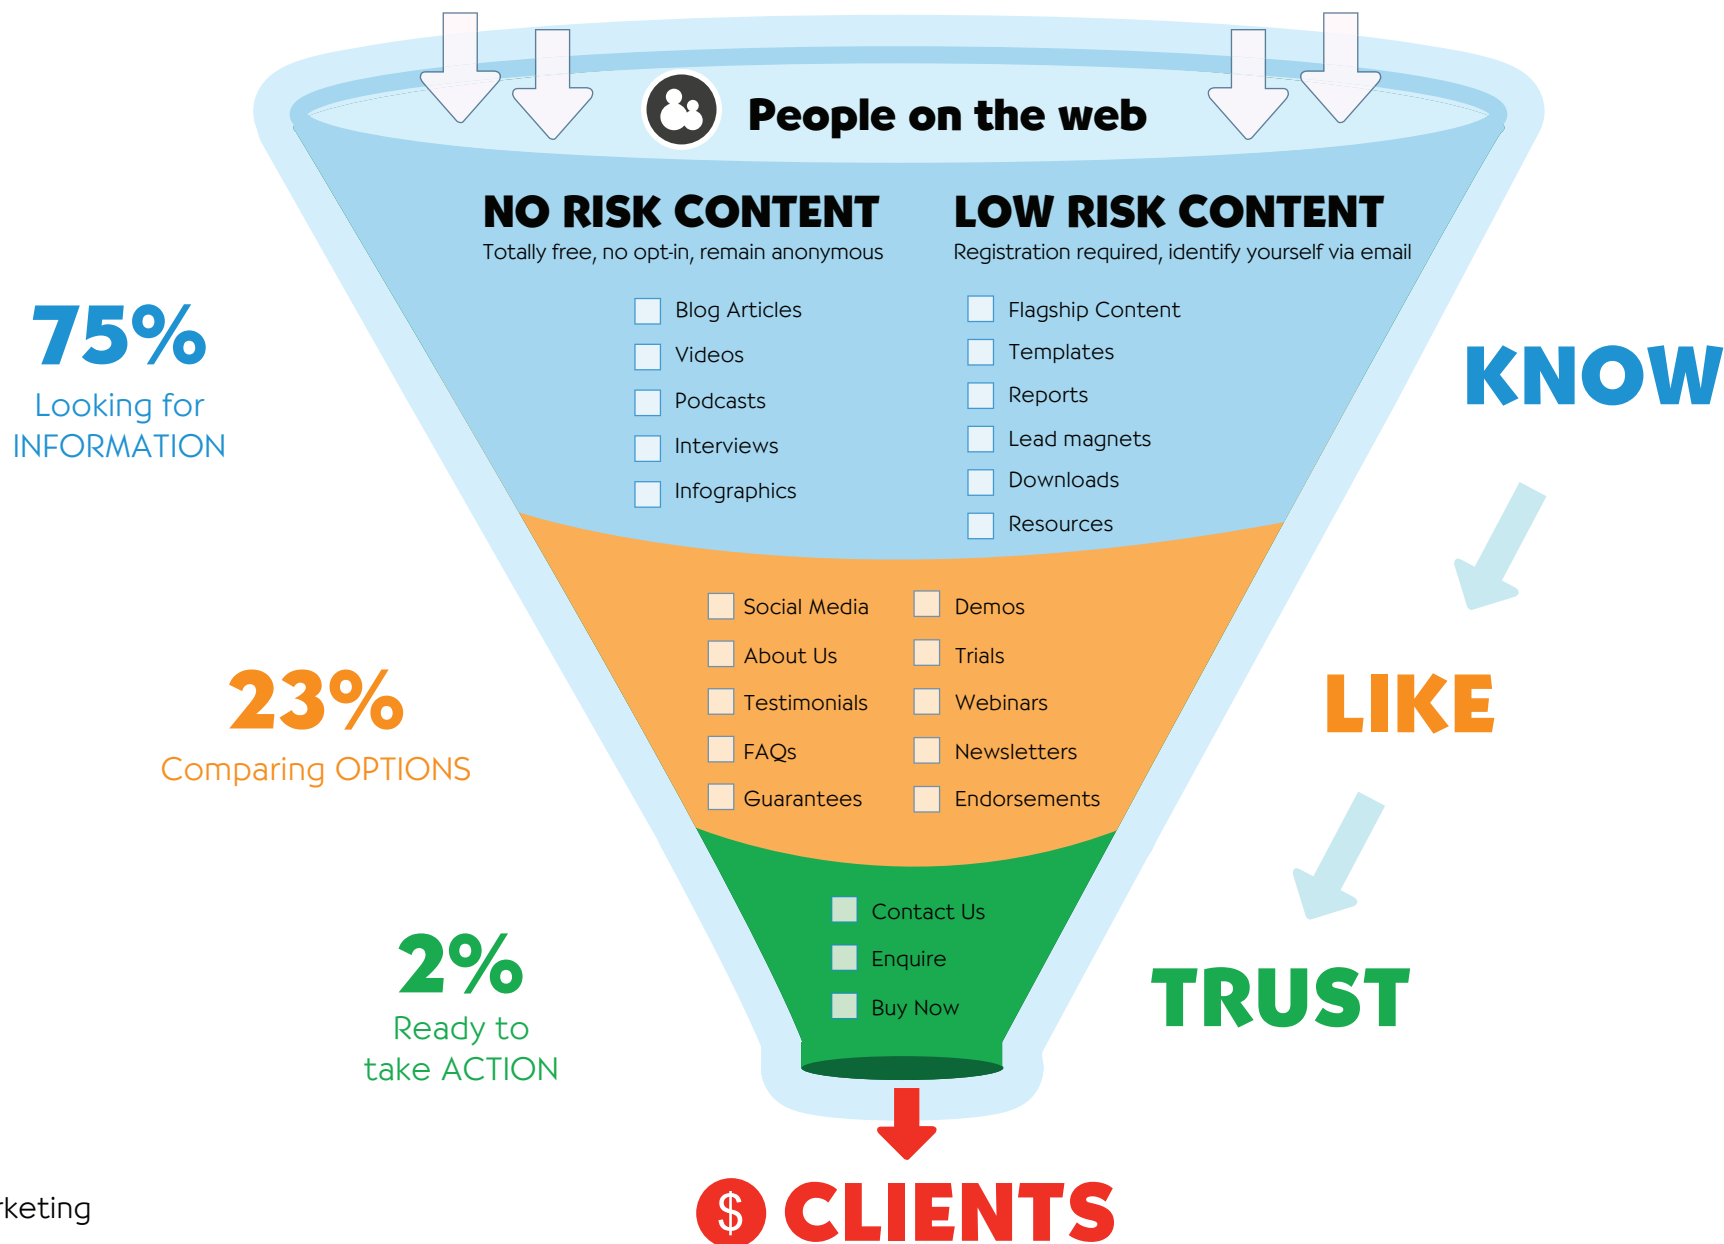 People on the web
NO RISK CONTENT
Totally free, no opt-in, remain anonymous
Blog Articles
Videos
Podcasts
Interviews
Infographics
LOW RISK CONTENT
Registration required, identify yourself via email
Flagship Content
Templates
Reports
Lead magnets
Downloads
Resources
75%
Looking for
INFORMATION
KNOW
Social Media
About Us
Testimonials
FAQs
Guarantees
Demos
Trials
Webinars
Newsletters
Endorsements
23%
Comparing OPTIONS
LIKE
Contact Us
Enquire
Buy Now
2%
Ready to
take ACTION
TRUST
$ CLIENTS
rketing